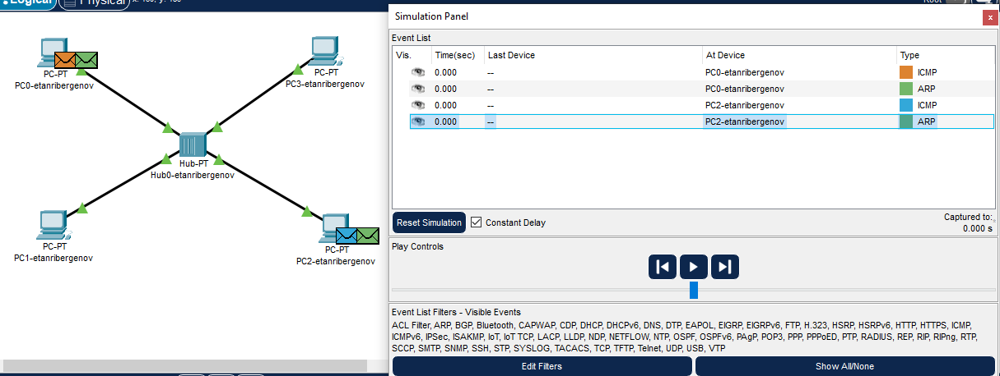 Logical
Physical
Root
Simulation Panel
x
Event List
Vis.
Time(sec)
Last Device
At Device
Type
0.000
--
PC0-etanribergenov
ICMP
0.000
--
PC0-etanribergenov
ARP
0.000
--
PC2-etanribergenov
ICMP
0.000
--
PC2-etanribergenov
ARP
Reset Simulation
Constant Delay
Captured to:
0.000 s
Play Controls
Event List Filters - Visible Events
ACL Filter, ARP, BGP, Bluetooth, CAPWAP, CDP, DHCP, DHCPv6, DNS, DTP, EAPOL, EIGRP, EIGRPv6, FTP, H.323, HSRP, HSRPv6, HTTP, HTTPS, ICMP,
ICMPv6, IPSec, ISAKMP, IoT, IoT TCP, LACP, LLDP, NDP, NETFLOW, NTP, OSPF, OSPFv6, PAgP, POP3, PPP, PPPoED, PTP, RADIUS, REP, RIP, RIPng, RTP,
SCCP, SMTP, SNMP, SSH, STP, SYSLOG, TACACS, TCP, TFTP, Telnet, UDP, USB, VTP
Edit Filters
Show All/None
PC-PT
PC0-etanribergenov
PC-PT
PC3-etanribergenov
Hub-PT
Hub0-etanribergenov
PC-PT
PC1-etanribergenov
PC-PT
PC2-etanribergenov